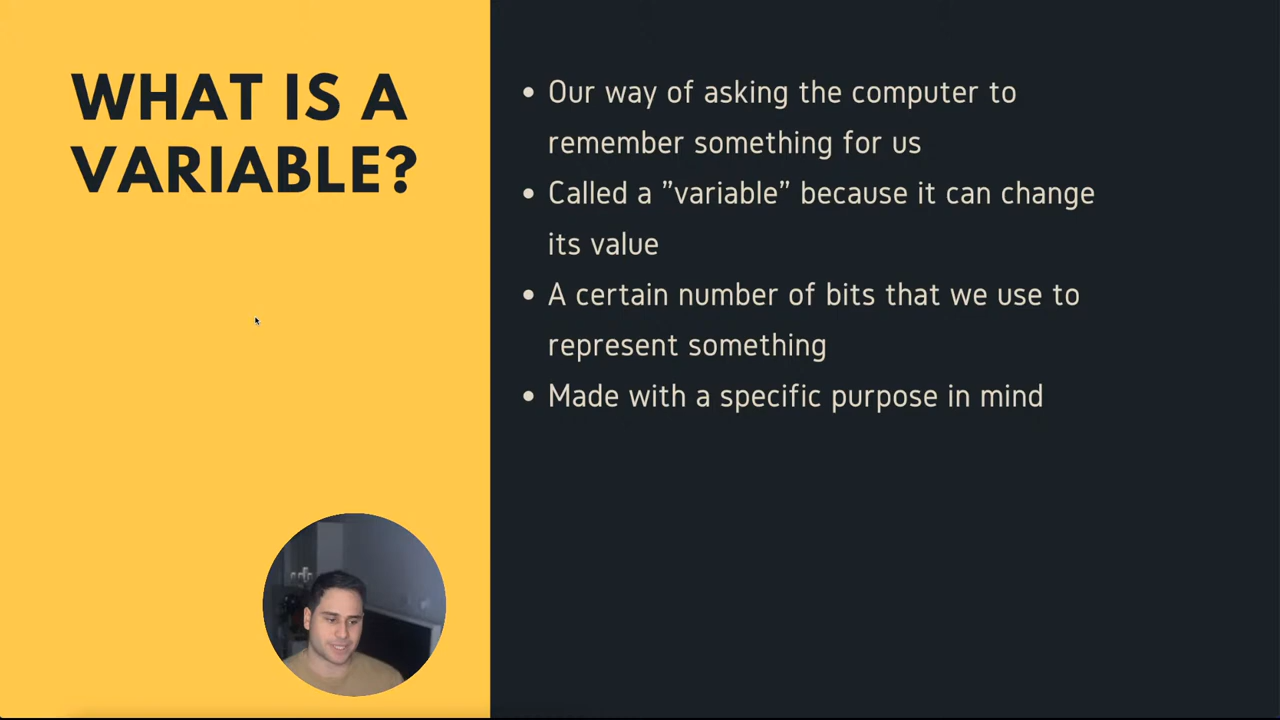 WHAT IS A
VARIABLE?
• Our way of asking the computer to
remember something for us
• Called a ”variable” because it can change
its value
• A certain number of bits that we use to
represent something
• Made with a specific purpose in mind